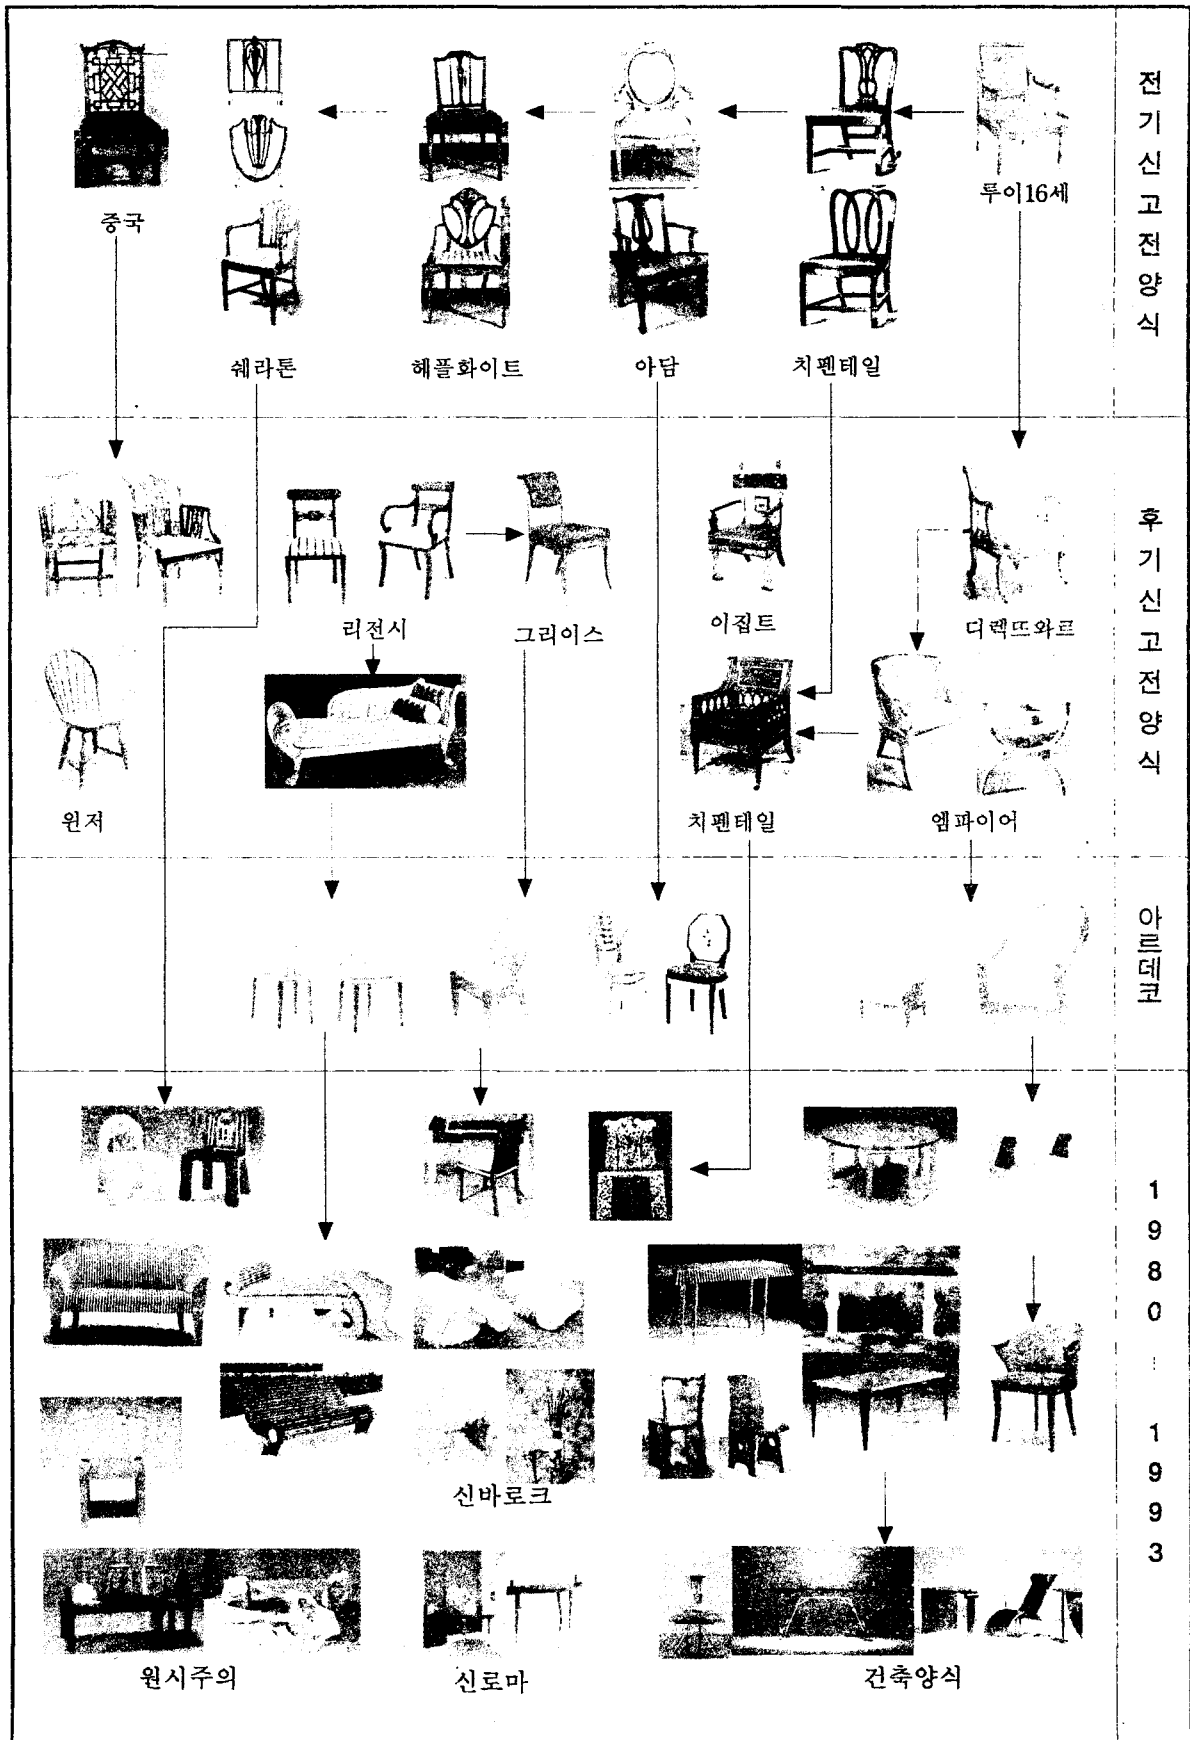 전기신고전양식
루이16세
중국
쉐라톤
헤플화이트
아담
치펜테일
후기신고전양식
리전시
그리이스
이집트
디렉뜨와르
윈저
치펜테일
엠파이어
아르데코
1980-1993
신바로크
원시주의
신로마
건축양식